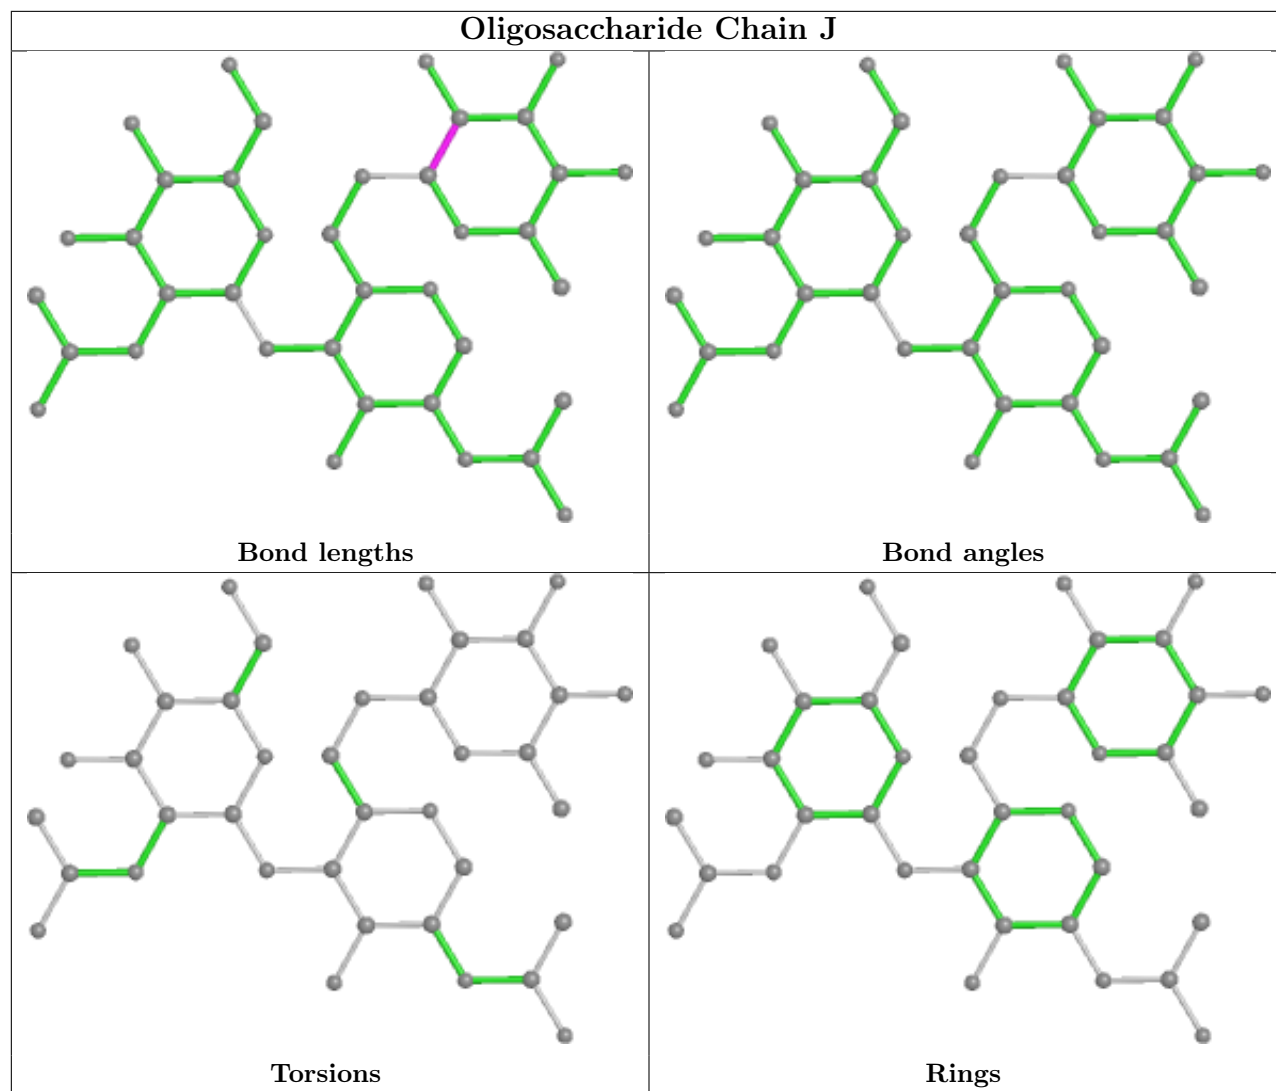 Oligosaccharide Chain J
Bond lengths
Bond angles
Torsions
Rings